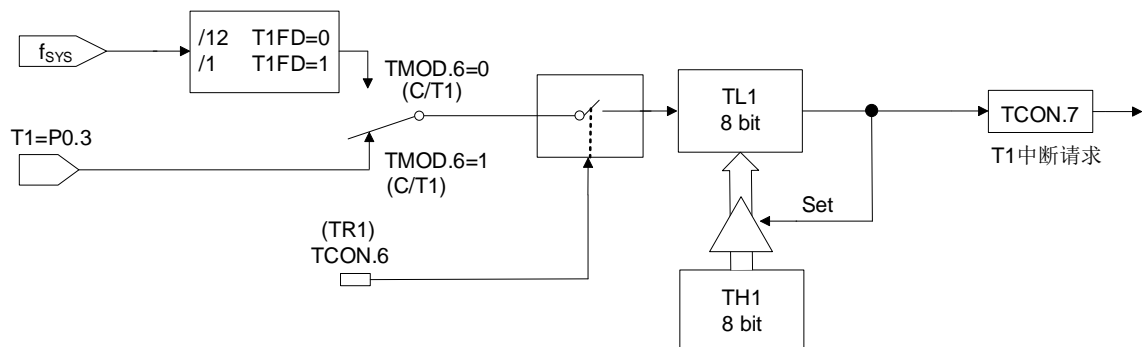 fSYS
/12 T1FD=0
/1 T1FD=1
TMOD.6=0
(C/T1)
T1=P0.3
TMOD.6=1
(C/T1)
(TR1)
TCON.6
TL1
8 bit
TCON.7
T1中断请求
Set
TH1
8 bit